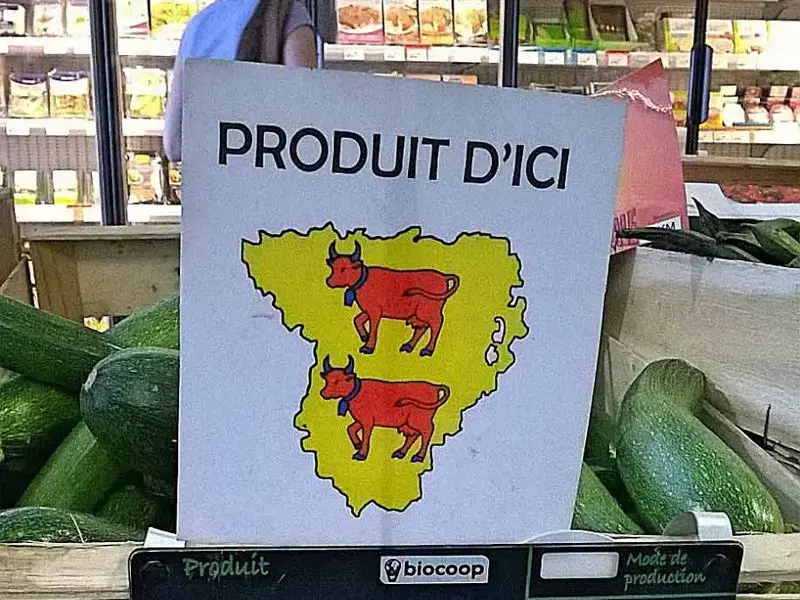 PRODUIT D'ICI
Produit
biocoop
Mode de
production